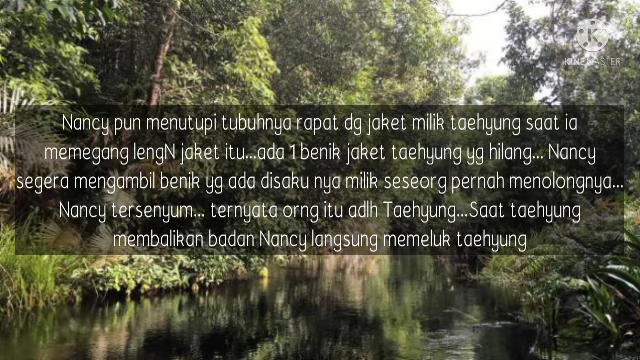 KINEMASTER
Nancy pun menutupi tubuhnya rapat dg jaket milik taehyung saat ia
memegang lengN jaket itu...ada 1 benik jaket taehyung yg hilang... Nancy
segera mengambil benik yg ada disaku nya milik seseorg pernah menolongnya...
Nancy tersenyum... ternyata orng itu adlh Taehyung...Saat taehyung
membalikan badan Nancy langsung memeluk taehyung